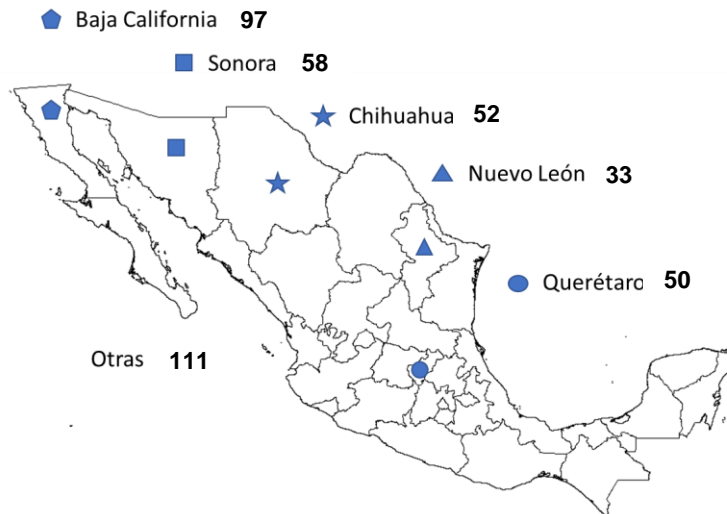 Baja California 97
Sonora 58
Chihuahua 52
Nuevo León 33
Querétaro 50
Otras 111